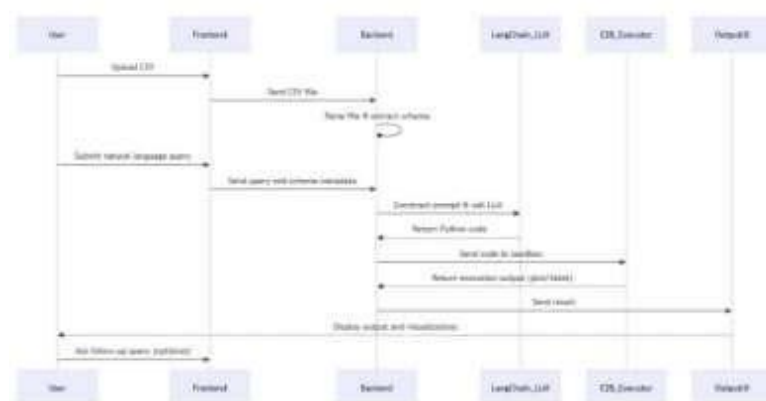 User Frontend Backend LangChain_LLM E2B_Executor OutputUI
Upload CSV
Send CSV file
Parse file & extract schema
Submit natural language query
Send query and schema metadata
Construct prompt & call LLM
Return Python code
Send code to sandbox
Return execution output (plot/table)
Send result
Display output and visualizations
Ask follow-up query (optional)
User Frontend Backend LangChain_LLM E2B_Executor OutputUI